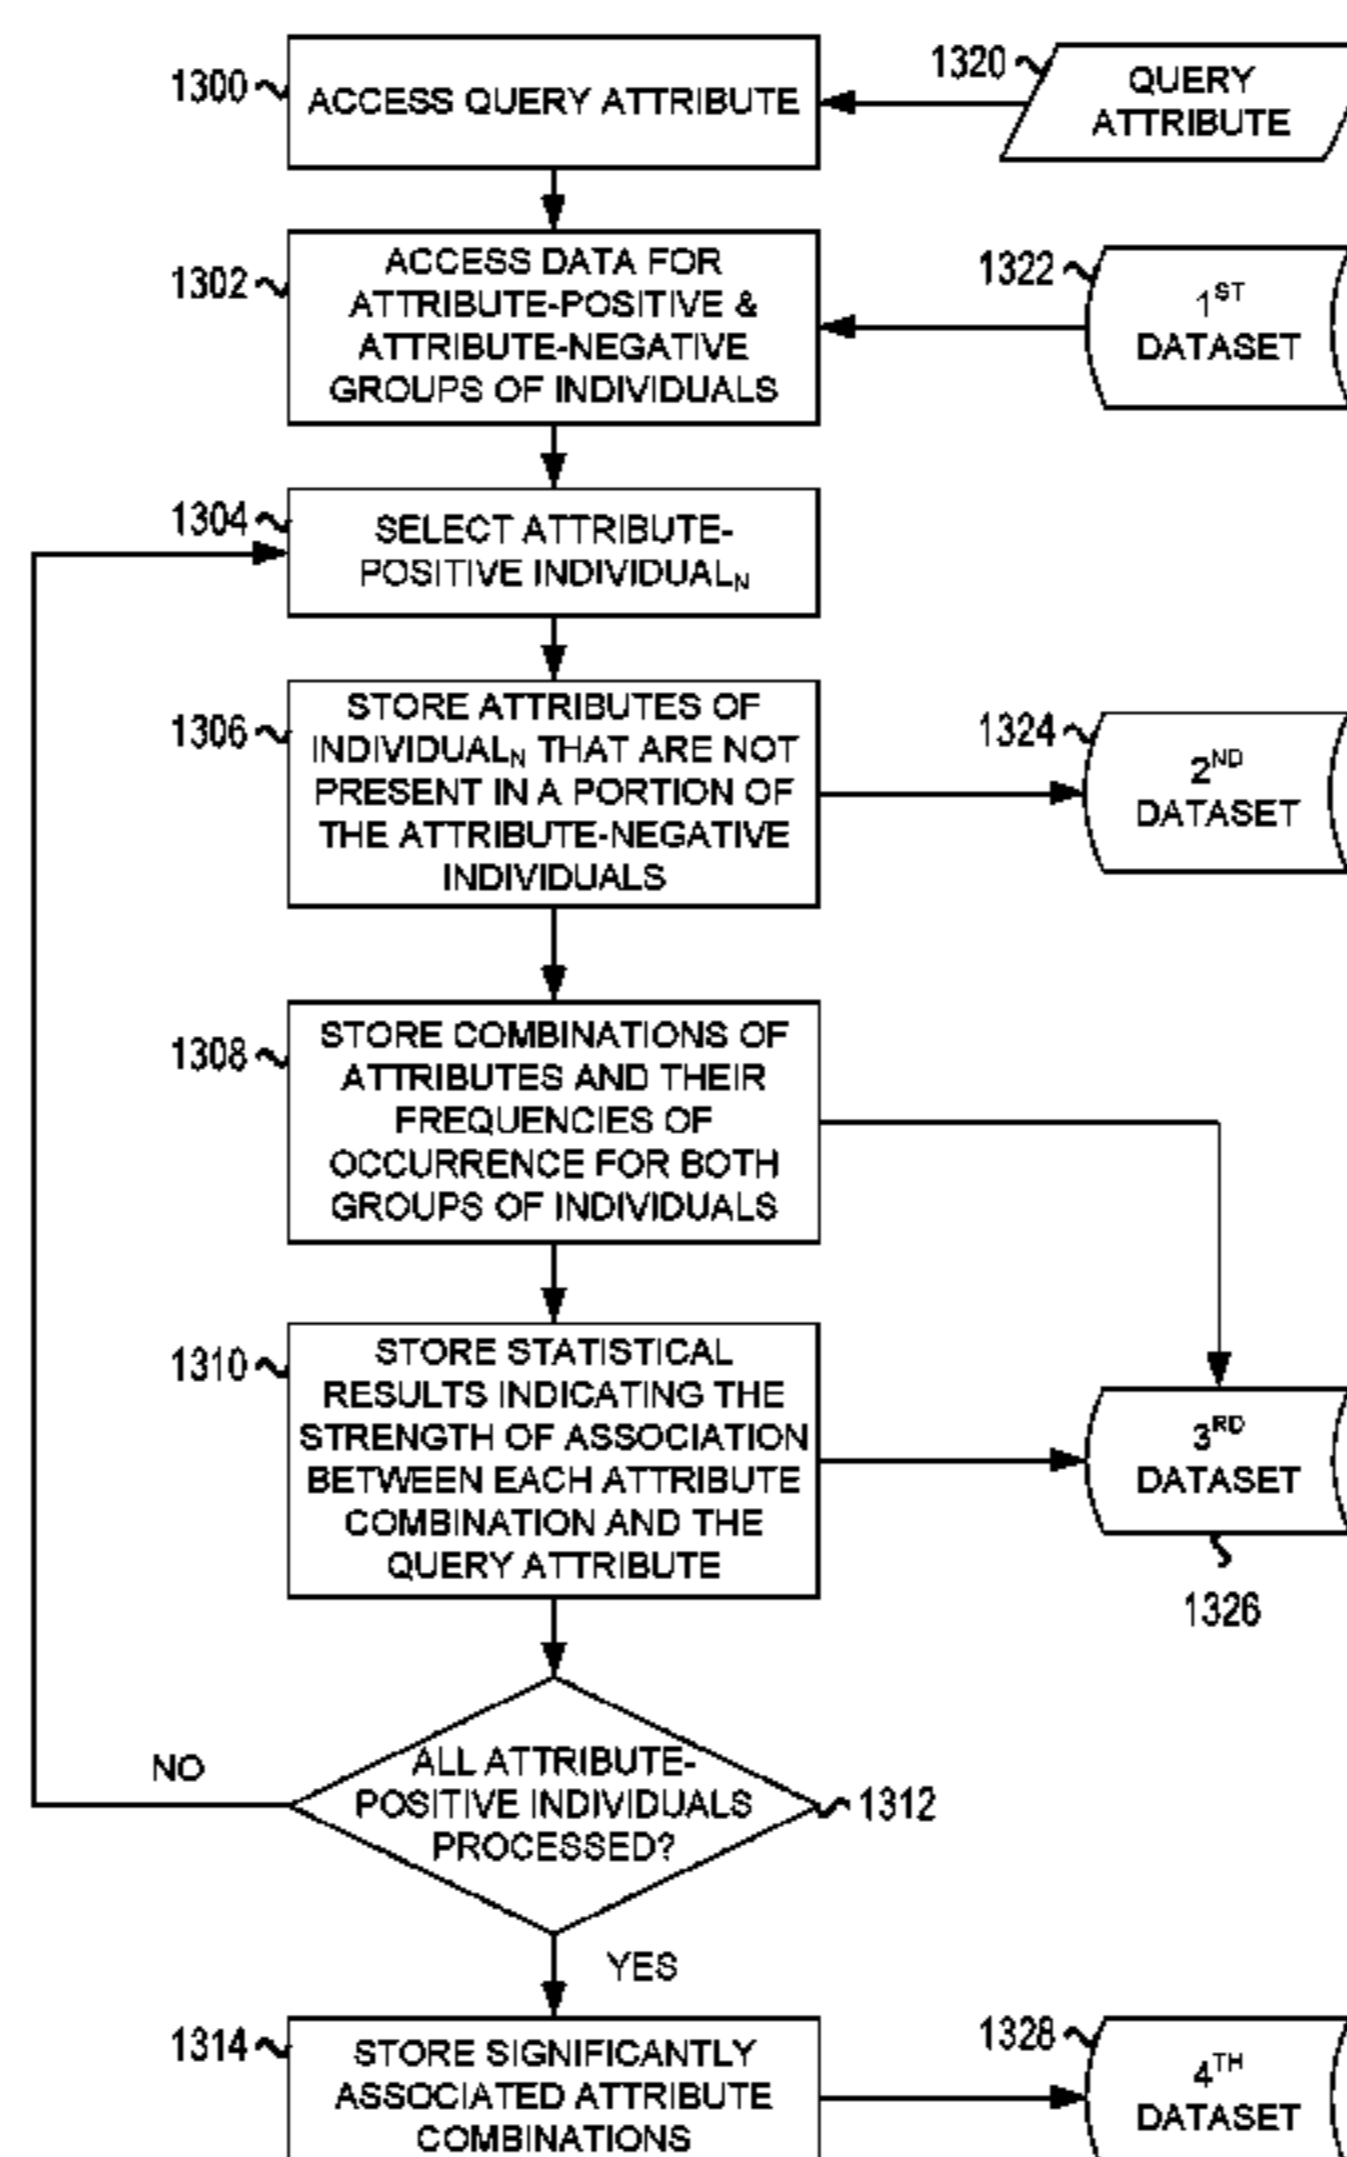 1300
ACCESS QUERY ATTRIBUTE
1320
QUERY
ATTRIBUTE
1302
ACCESS DATA FOR
ATTRIBUTE-POSITIVE &
ATTRIBUTE-NEGATIVE
GROUPS OF INDIVIDUALS
1322
1ST
DATASET
1304
SELECT ATTRIBUTE-
POSITIVE INDIVIDUALN
1306
STORE ATTRIBUTES OF
INDIVIDUALN THAT ARE NOT
PRESENT IN A PORTION OF
THE ATTRIBUTE-NEGATIVE
INDIVIDUALS
1324
2ND
DATASET
1308
STORE COMBINATIONS OF
ATTRIBUTES AND THEIR
FREQUENCIES OF
OCCURRENCE FOR BOTH
GROUPS OF INDIVIDUALS
1310
STORE STATISTICAL
RESULTS INDICATING THE
STRENGTH OF ASSOCIATION
BETWEEN EACH ATTRIBUTE
COMBINATION AND THE
QUERY ATTRIBUTE
3RD
DATASET
1326
NO
ALL ATTRIBUTE-
POSITIVE INDIVIDUALS
PROCESSED?
1312
YES
1314
STORE SIGNIFICANTLY
ASSOCIATED ATTRIBUTE
COMBINATIONS
1328
4TH
DATASET